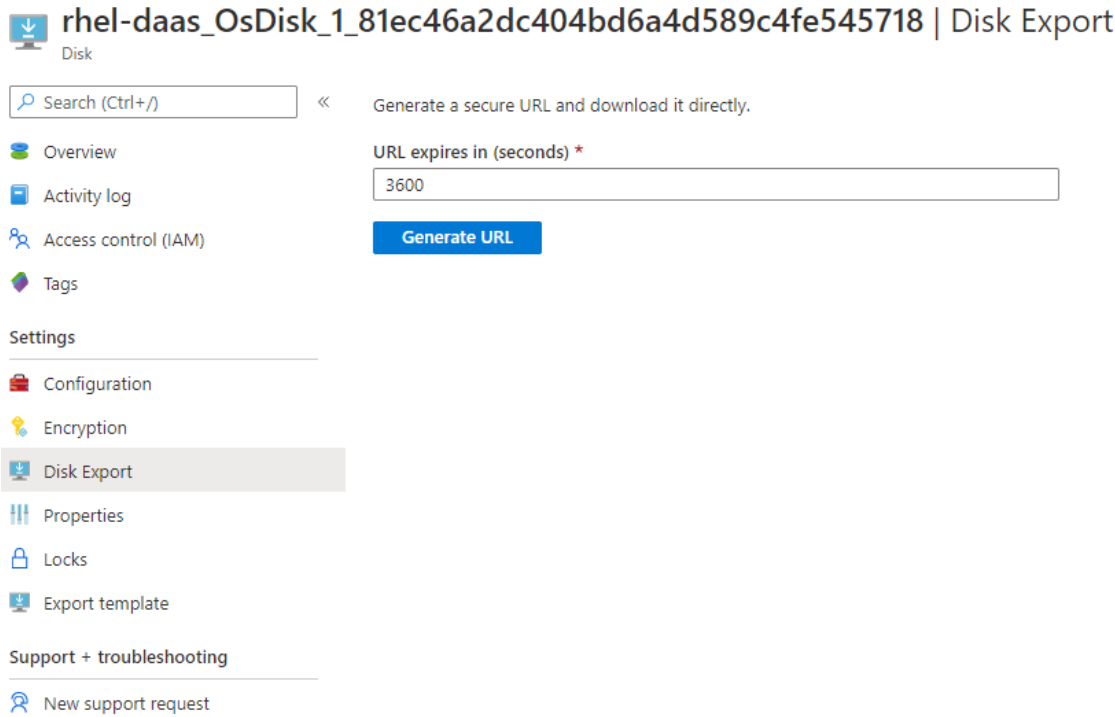 rhel-daas_OsDisk_1_81ec46a2dc404bd6a4d589c4fe545718 | Disk Export
Disk
Search (Ctrl+/)
«
Overview
Activity log
Access control (IAM)
Tags
Settings
Configuration
Encryption
Disk Export
Properties
Locks
Export template
Support + troubleshooting
New support request
Generate a secure URL and download it directly.
URL expires in (seconds) *
3600
Generate URL